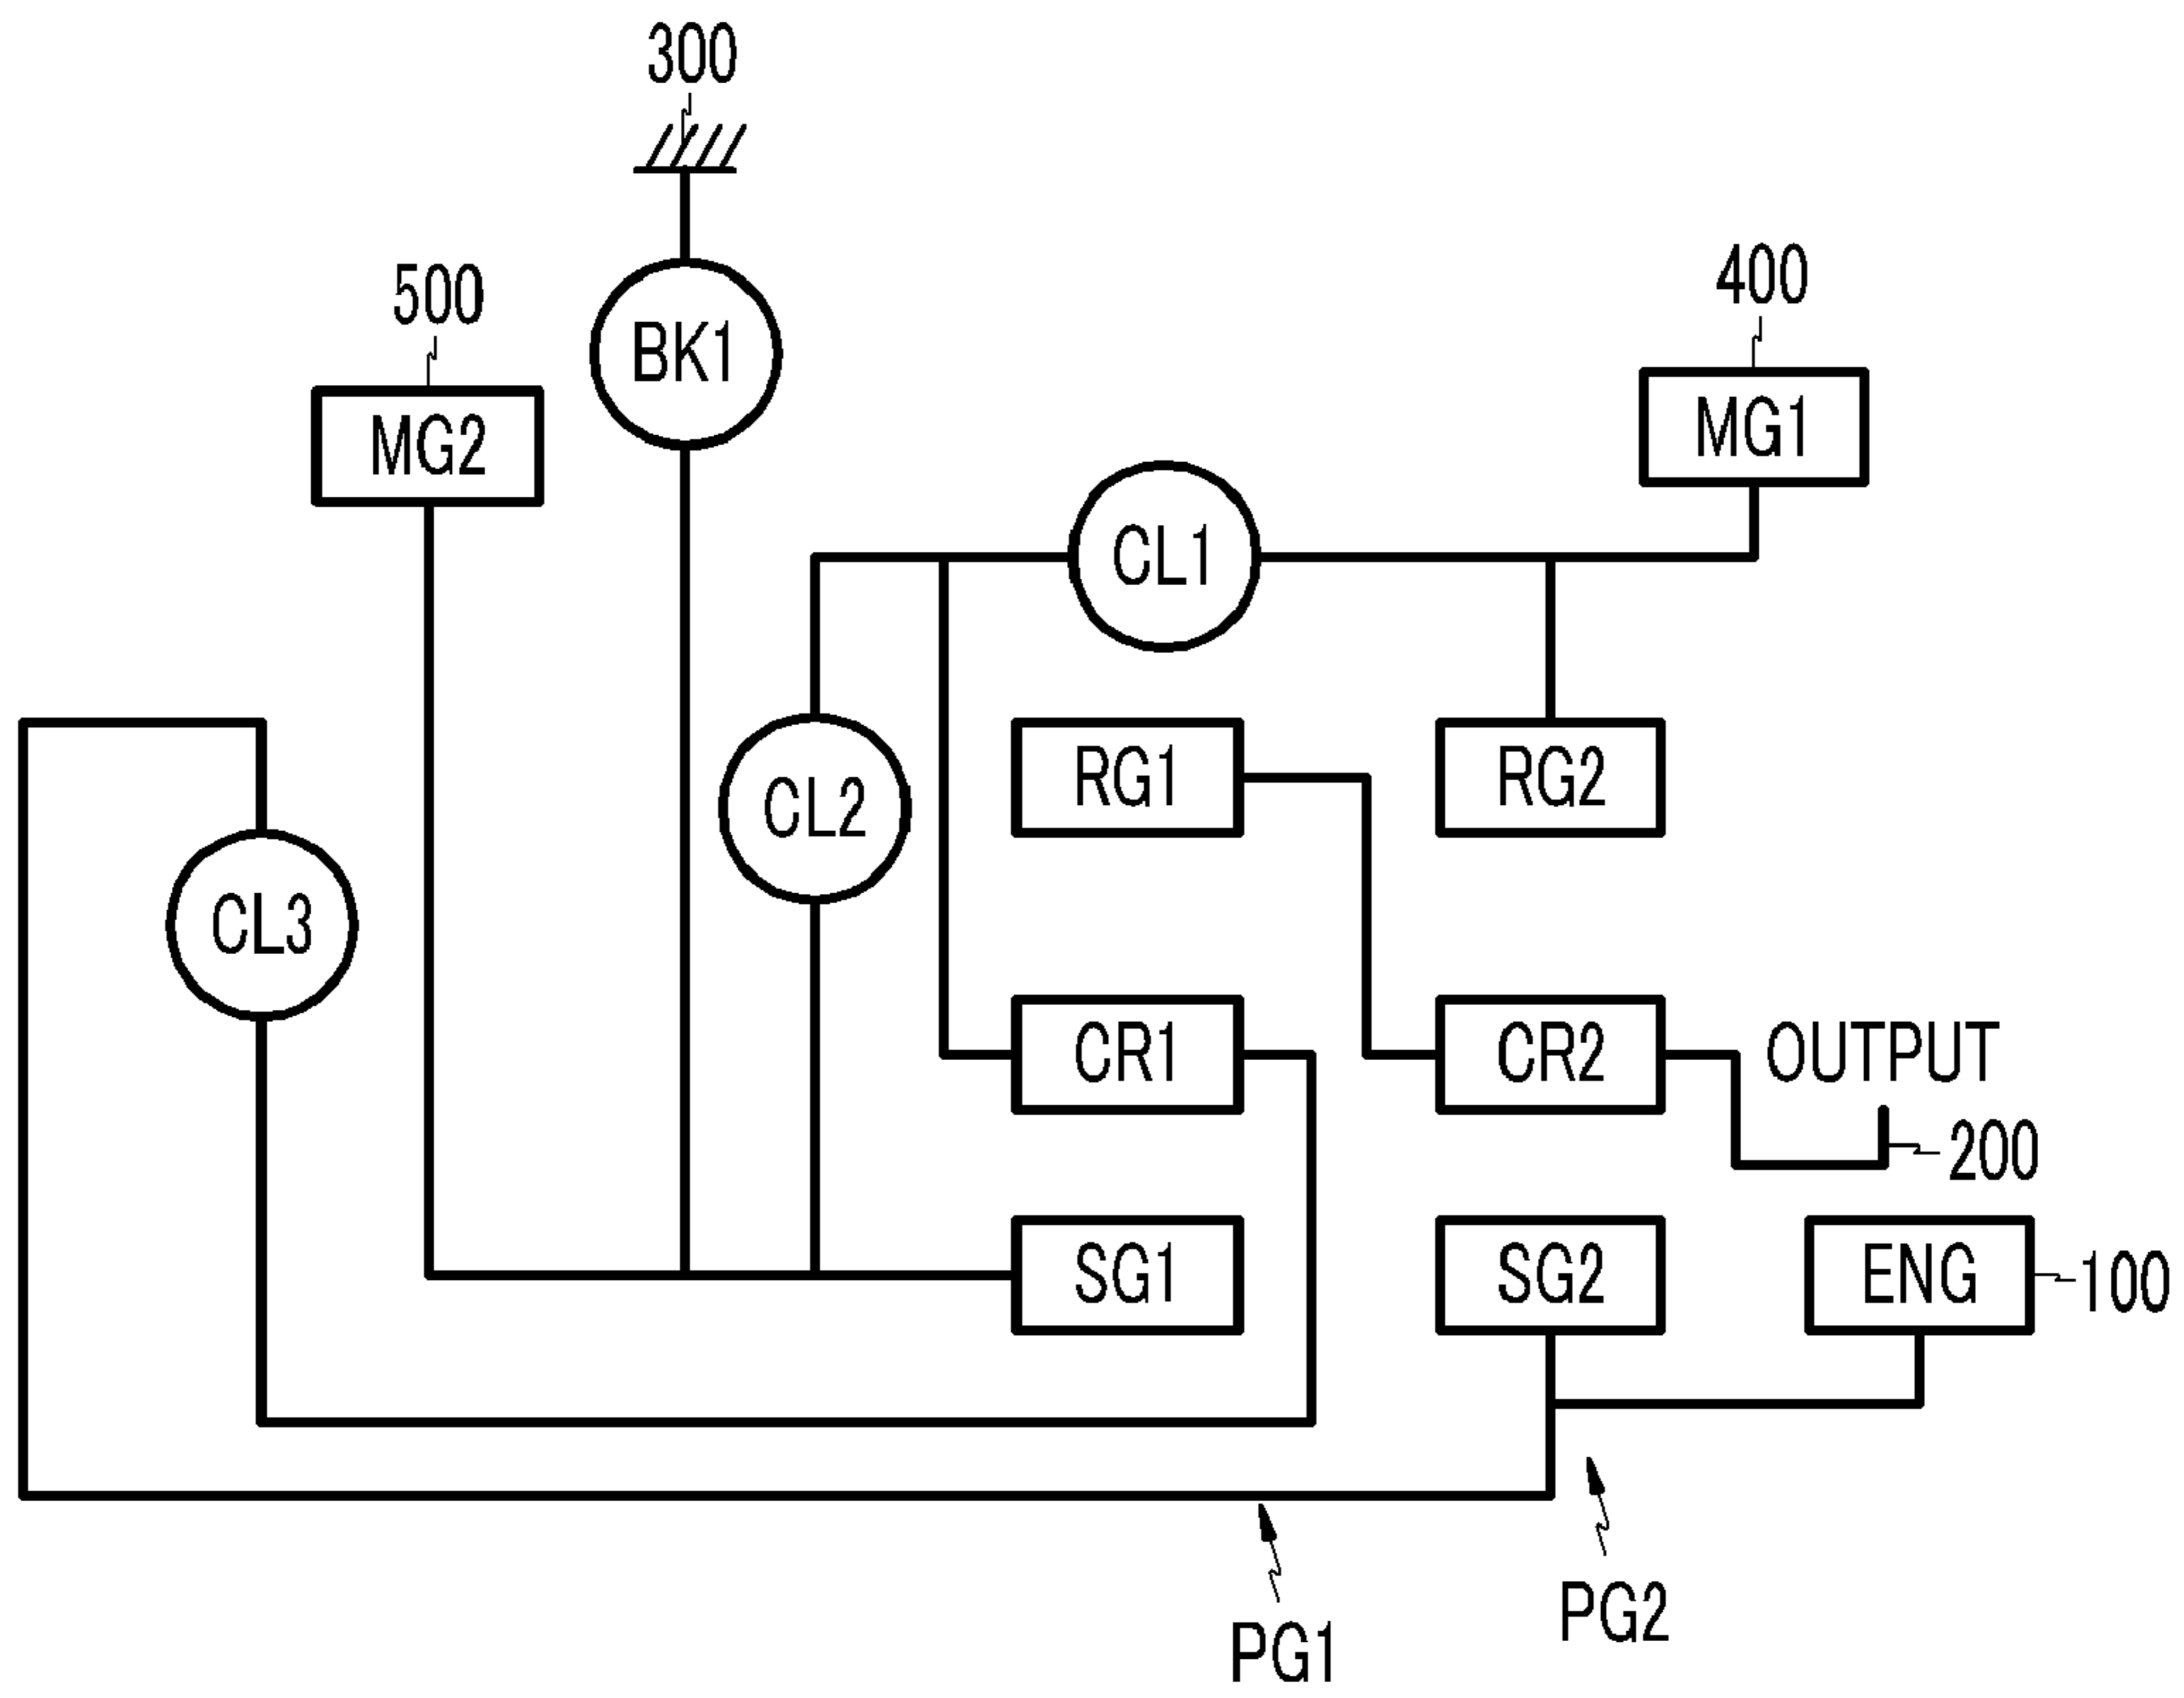 300
500
400
BK1
MG2
MG1
CL1
RG1
RG2
CL2
CL3
CR1
CR2
OUTPUT
200
SG1
SG2
ENG
100
PG2
PG1